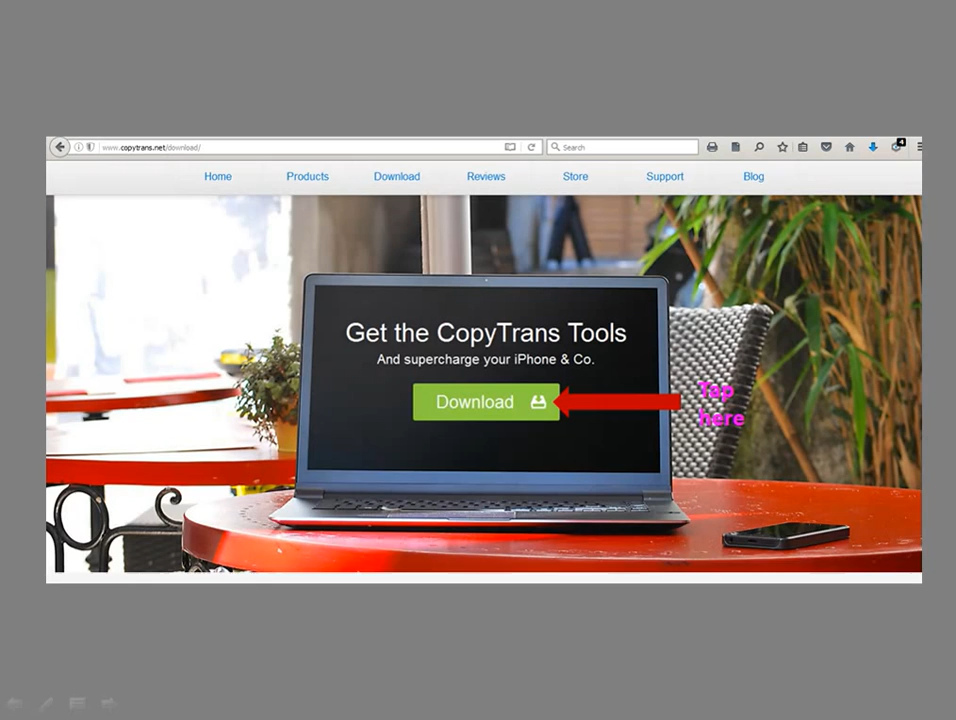 www.copytrans.net/download/
Search
4
Home Products Download Reviews Store Support Blog
Get the CopyTrans Tools
And supercharge your iPhone & Co.
Download
Tap
here